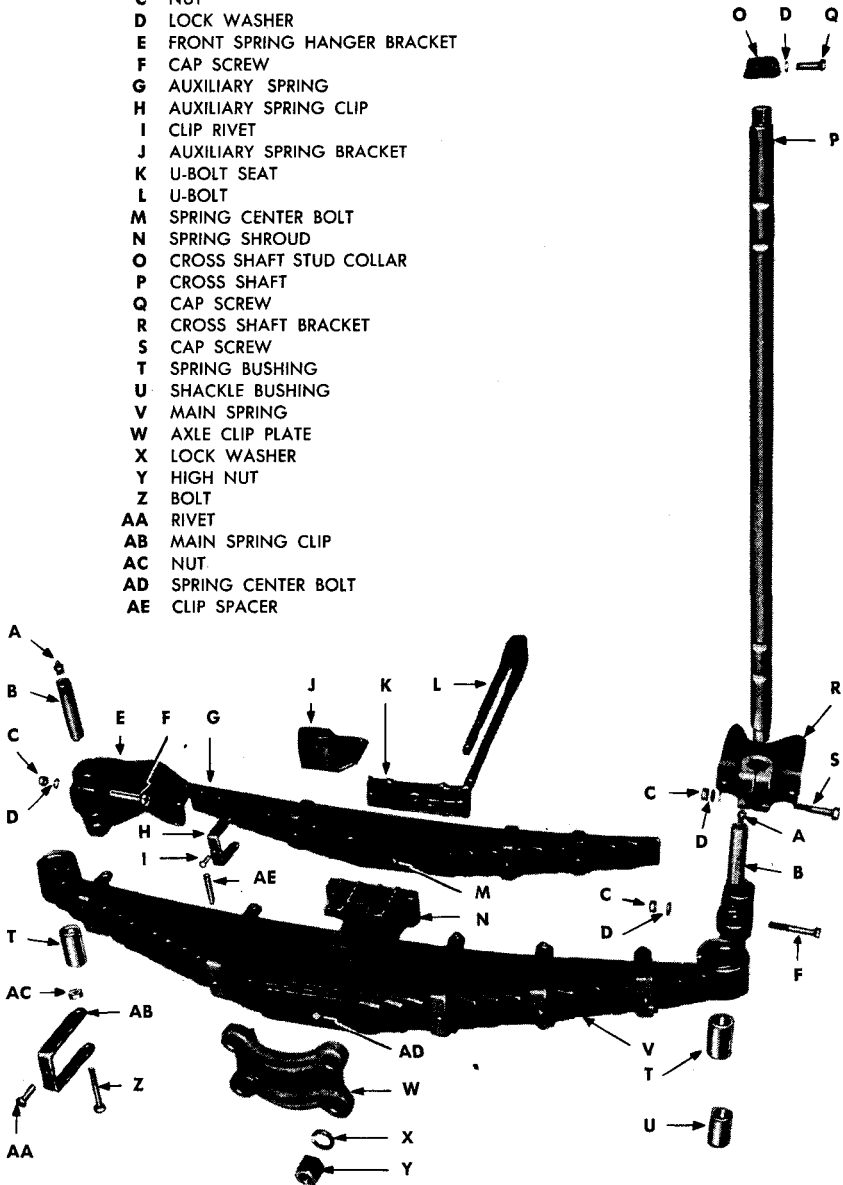 C NUT
D LOCK WASHER
E FRONT SPRING HANGER BRACKET
F CAP SCREW
G AUXILIARY SPRING
H AUXILIARY SPRING CLIP
I CLIP RIVET
J AUXILIARY SPRING BRACKET
K U-BOLT SEAT
L U-BOLT
M SPRING CENTER BOLT
N SPRING SHROUD
O CROSS SHAFT STUD COLLAR
P CROSS SHAFT
Q CAP SCREW
R CROSS SHAFT BRACKET
S CAP SCREW
T SPRING BUSHING
U SHACKLE BUSHING
V MAIN SPRING
W AXLE CLIP PLATE
X LOCK WASHER
Y HIGH NUT
Z BOLT
AA RIVET
AB MAIN SPRING CLIP
AC NUT
AD SPRING CENTER BOLT
AE CLIP SPACER
O D Q
P
A
B
J K L
R
E F G
C
D
S
C
D
A
H
I
AE
M
B
N
C
D
T
F
AC
AB
AD
V
T
Z
W
AA
U
X
Y